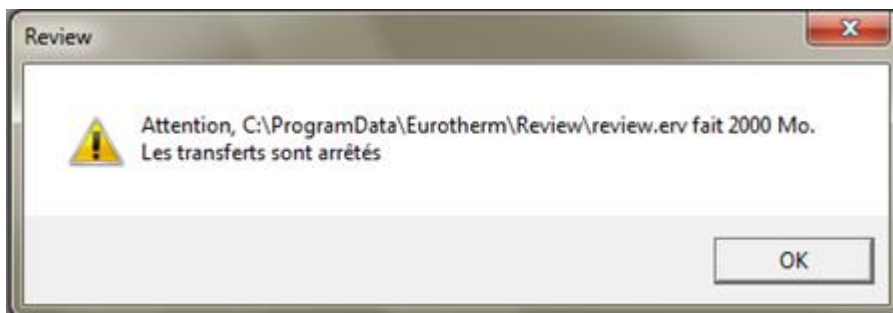 Review
Attention, C:\ProgramData\Eurotherm\Review\review.erv fait 2000 Mo.
Les transferts sont arrêtés
OK